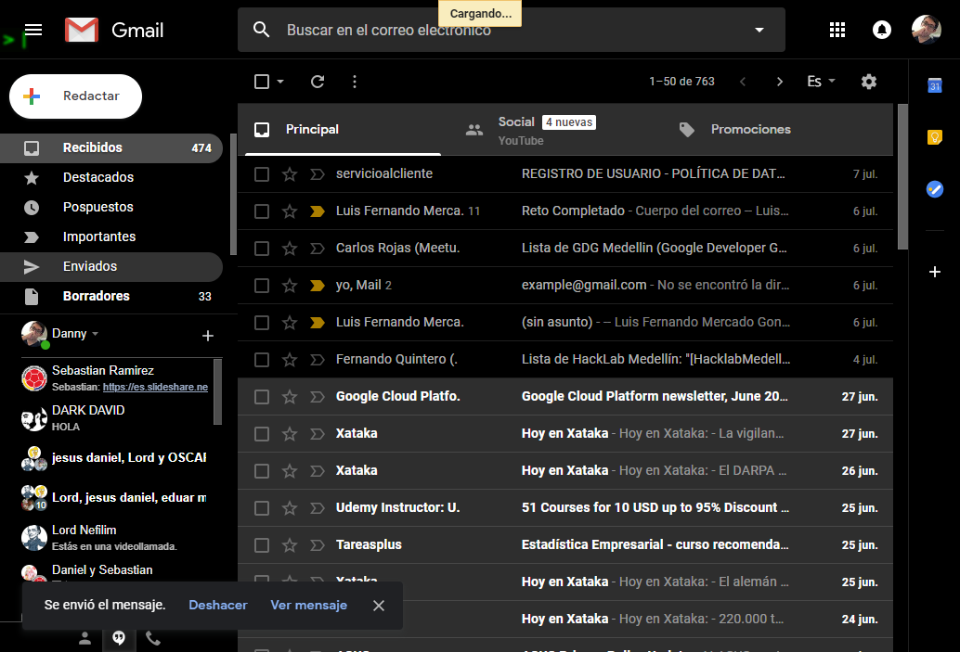 Cargando...
Gmail
Buscar en el correo electrónico
Redactar
1–50 de 763
Es
31
Principal
Social 4 nuevas
YouTube
Promociones
Recibidos 474
Destacados
Pospuestos
Importantes
Enviados
Borradores 33
Danny
Sebastian Ramirez
Sebastian: https://es.slideshare.ne
DARK DAVID
HOLA
jesus daniel, Lord y OSCAR
Lord, jesus daniel, eduar m
10
Lord Nefilim
Estás en una videollamada.
Daniel y Sebastian
servicioalcliente REGISTRO DE USUARIO - POLÍTICA DE DAT... 7 jul.
Luis Fernando Merca. 11 Reto Completado - Cuerpo del correo -- Luis... 6 jul.
Carlos Rojas (Meetu. Lista de GDG Medellin (Google Developer G... 6 jul.
yo, Mail 2 example@gmail.com - No se encontró la dir... 6 jul.
Luis Fernando Merca. (sin asunto) - -- Luis Fernando Mercado Gon... 6 jul.
Fernando Quintero (. Lista de HackLab Medellín: "[HacklabMedell... 4 jul.
Google Cloud Platfo. Google Cloud Platform newsletter, June 20... 27 jun.
Xataka Hoy en Xataka - Hoy en Xataka: - La vigilan... 27 jun.
Xataka Hoy en Xataka - Hoy en Xataka: - El DARPA ... 26 jun.
Udemy Instructor: U. 51 Courses for 10 USD up to 95% Discount ... 25 jun.
Tareasplus Estadística Empresarial - curso recomenda... 25 jun.
Xataka Hoy en Xataka - Hoy en Xataka: - El alemán ... 25 jun.
Hoy en Xataka - Hoy en Xataka: - 220.000 t... 24 jun.
Se envió el mensaje. Deshacer Ver mensaje